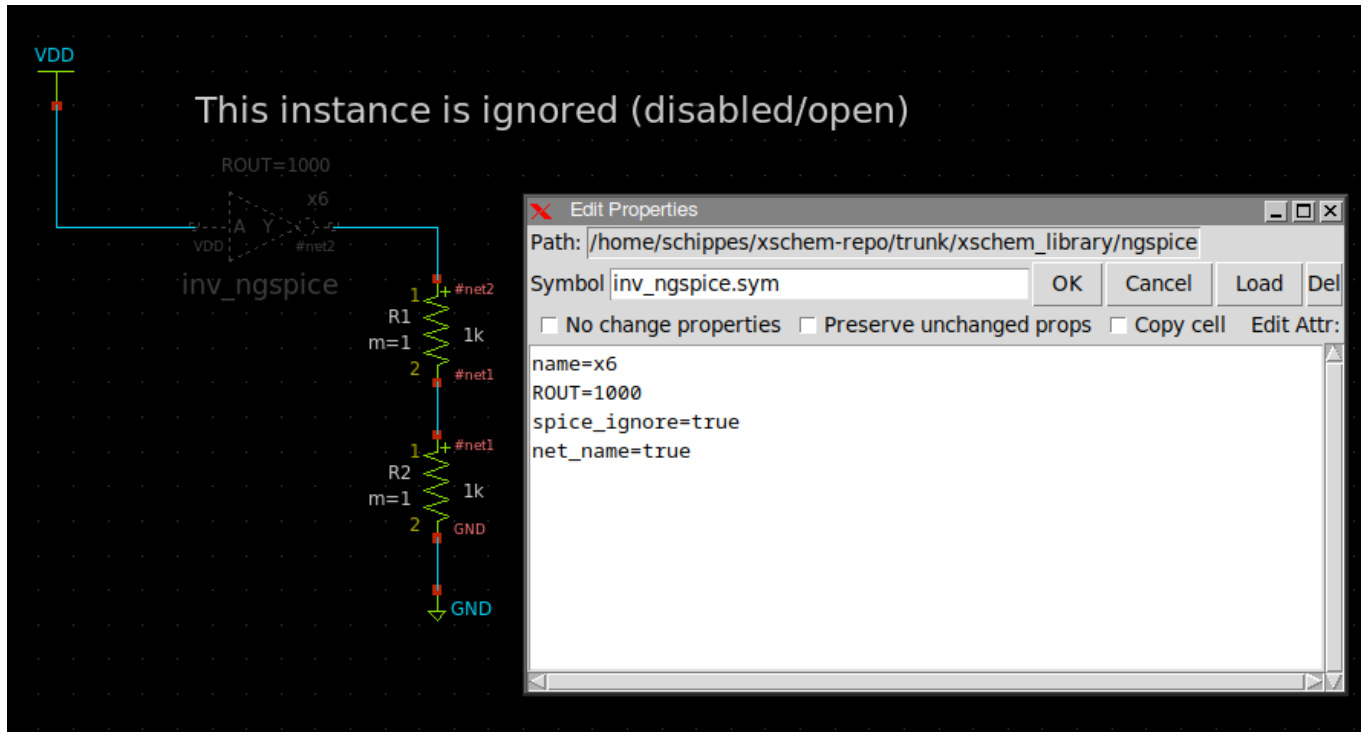 VDD
This instance is ignored (disabled/open)
ROUT=1000
x6
A Y
VDD #net2
inv_ngspice
1 #net2
R1
1k
m=1
2 #net1
1 #net1
R2
1k
m=1
2 GND
GND
Edit Properties
Path: /home/schippes/xschem-repo/trunk/xschem_library/ngspice
Symbol inv_ngspice.sym OK Cancel Load Del
No change properties Preserve unchanged props Copy cell Edit Attr:
name=x6
ROUT=1000
spice_ignore=true
net_name=true